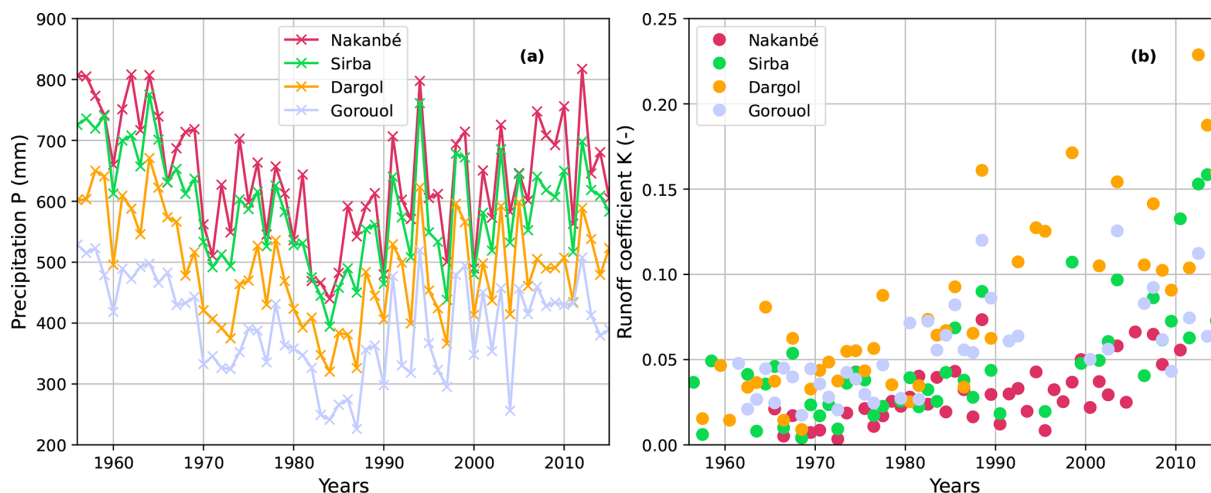 900
800
700
600
500
400
300
200
Precipitation P (mm)
1960 1970 1980 1990 2000 2010
Years
Nakanbé
Sirba
Dargol
Gorouol
(a)
0.25
0.20
0.15
0.10
0.05
0.00
Runoff coefficient K (-)
1960 1970 1980 1990 2000 2010
Years
Nakanbé
Sirba
Dargol
Gorouol
(b)